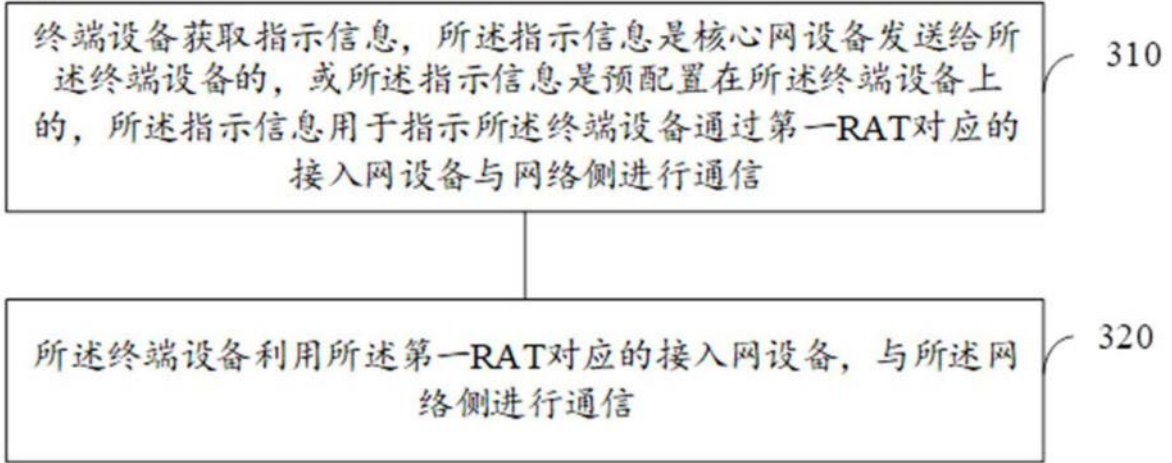 终端设备获取指示信息，所述指示信息是核心网设备发送给所
述终端设备的，或所述指示信息是预配置在所述终端设备上
的，所述指示信息用于指示所述终端设备通过第一RAT对应的
接入网设备与网络侧进行通信
310
所述终端设备利用所述第一RAT对应的接入网设备，与所述网
络侧进行通信
320